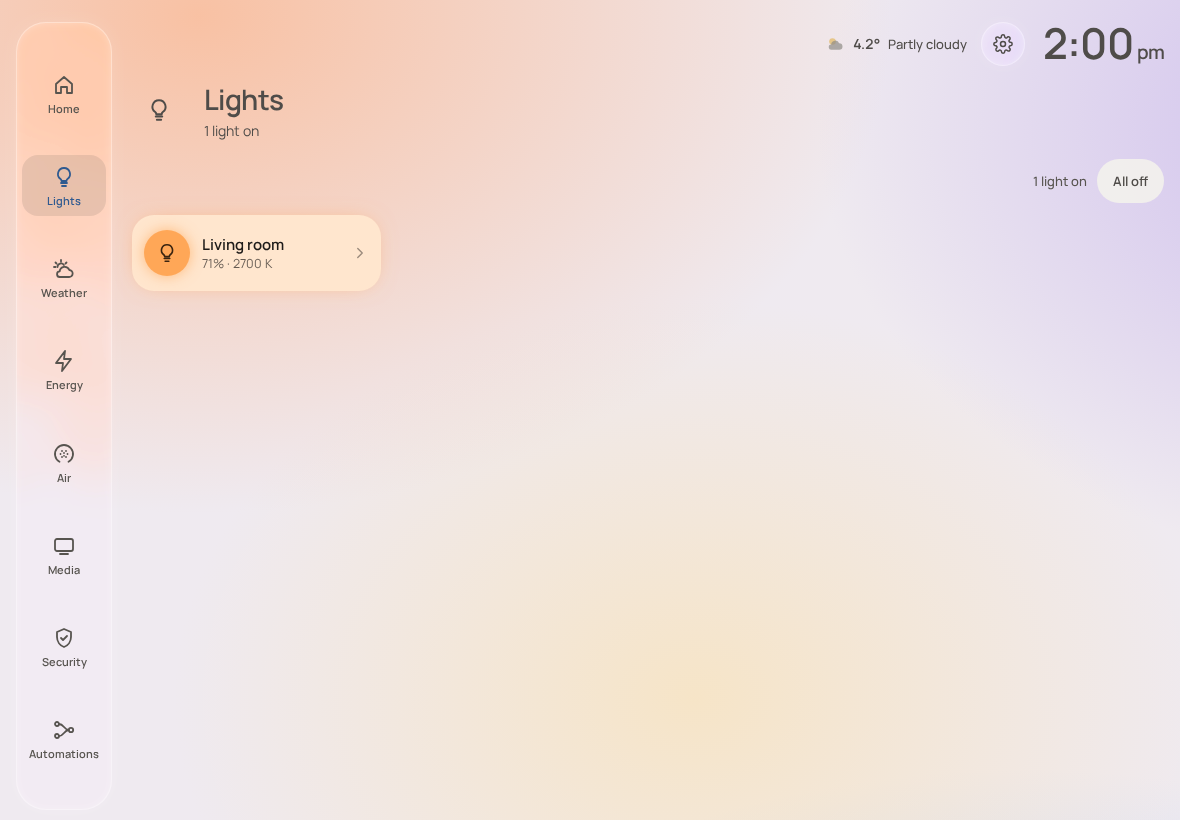 4.2° Partly cloudy
2:00 pm
Home
Lights
Weather
Energy
Air
Media
Security
Automations
Lights
1 light on
1 light on
All off
Living room
71% · 2700 K